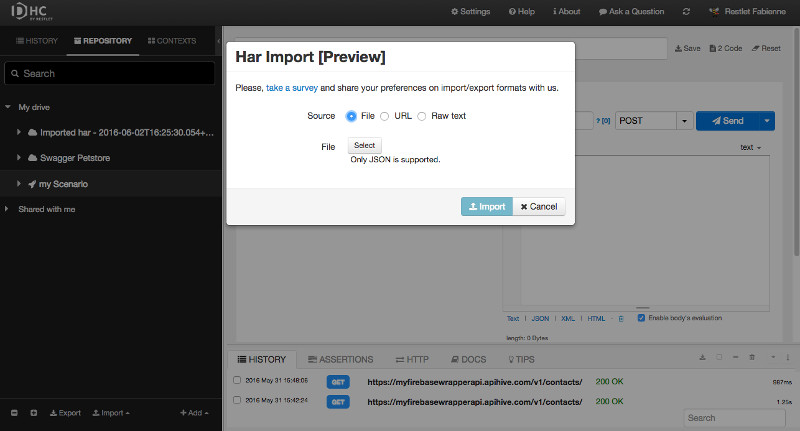 DHC
BY RESTLET
Settings
Help
About
Ask a Question
Restlet Fabienne
HISTORY
REPOSITORY
CONTEXTS
Search
My drive
Imported har - 2016-06-02T16:25:30.054+...
Swagger Petstore
my Scenario
Shared with me
Export
Import
Add
Save
2 Code
Reset
? [0]
POST
Send
text
Har Import [Preview]
Please, take a survey and share your preferences on import/export formats with us.
Source File URL Raw text
File Select
Only JSON is supported.
Import Cancel
Text | JSON | XML | HTML
Enable body's evaluation
length: 0 Bytes
HISTORY
ASSERTIONS
HTTP
DOCS
TIPS
2016 May 31 15:48:06 GET https://myfirebasewrapperapi.apihive.com/v1/contacts/ 200 OK 987ms
2016 May 31 15:42:24 GET https://myfirebasewrapperapi.apihive.com/v1/contacts/ 200 OK 1.25s
Search